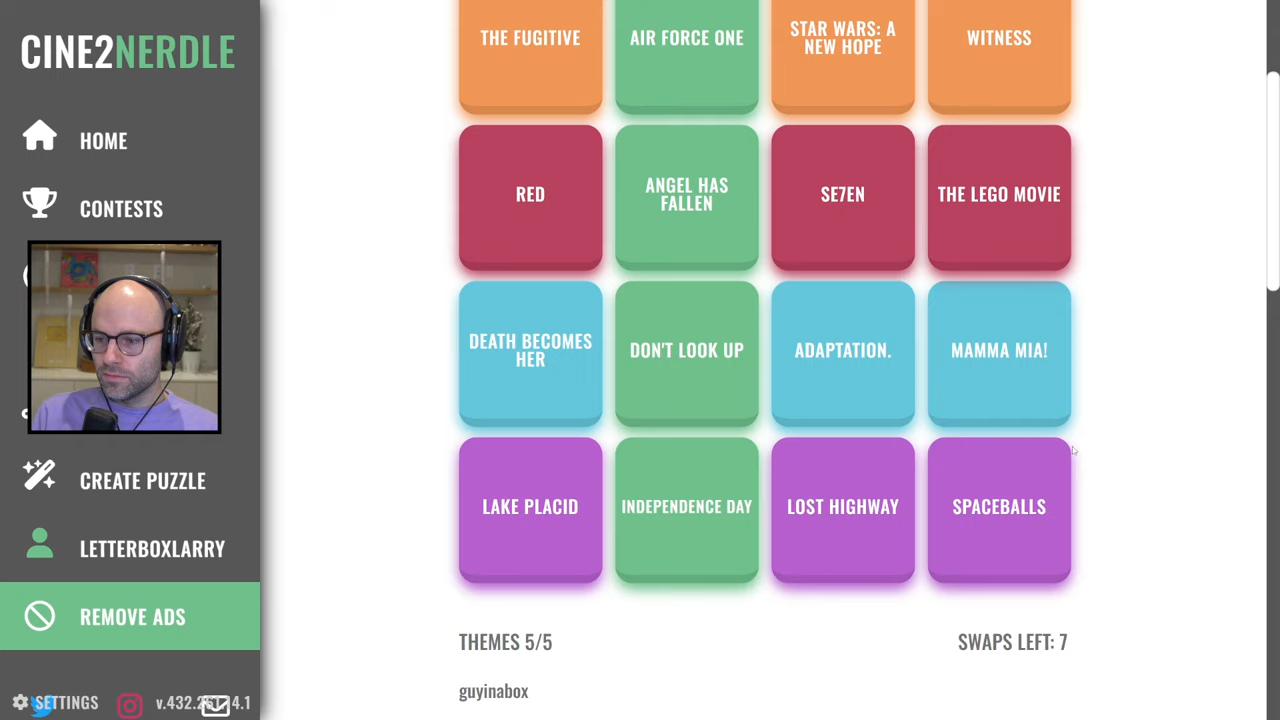 CINE2NERDLE
HOME
CONTESTS
CREATE PUZZLE
LETTERBOXLARRY
REMOVE ADS
SETTINGS
THE FUGITIVE
AIR FORCE ONE
STAR WARS: A
NEW HOPE
WITNESS
RED
ANGEL HAS
FALLEN
SE7EN
THE LEGO MOVIE
DEATH BECOMES
HER
DON'T LOOK UP
ADAPTATION.
MAMMA MIA!
LAKE PLACID
INDEPENDENCE DAY
LOST HIGHWAY
SPACEBALLS
THEMES 5/5
SWAPS LEFT: 7
guyinabox